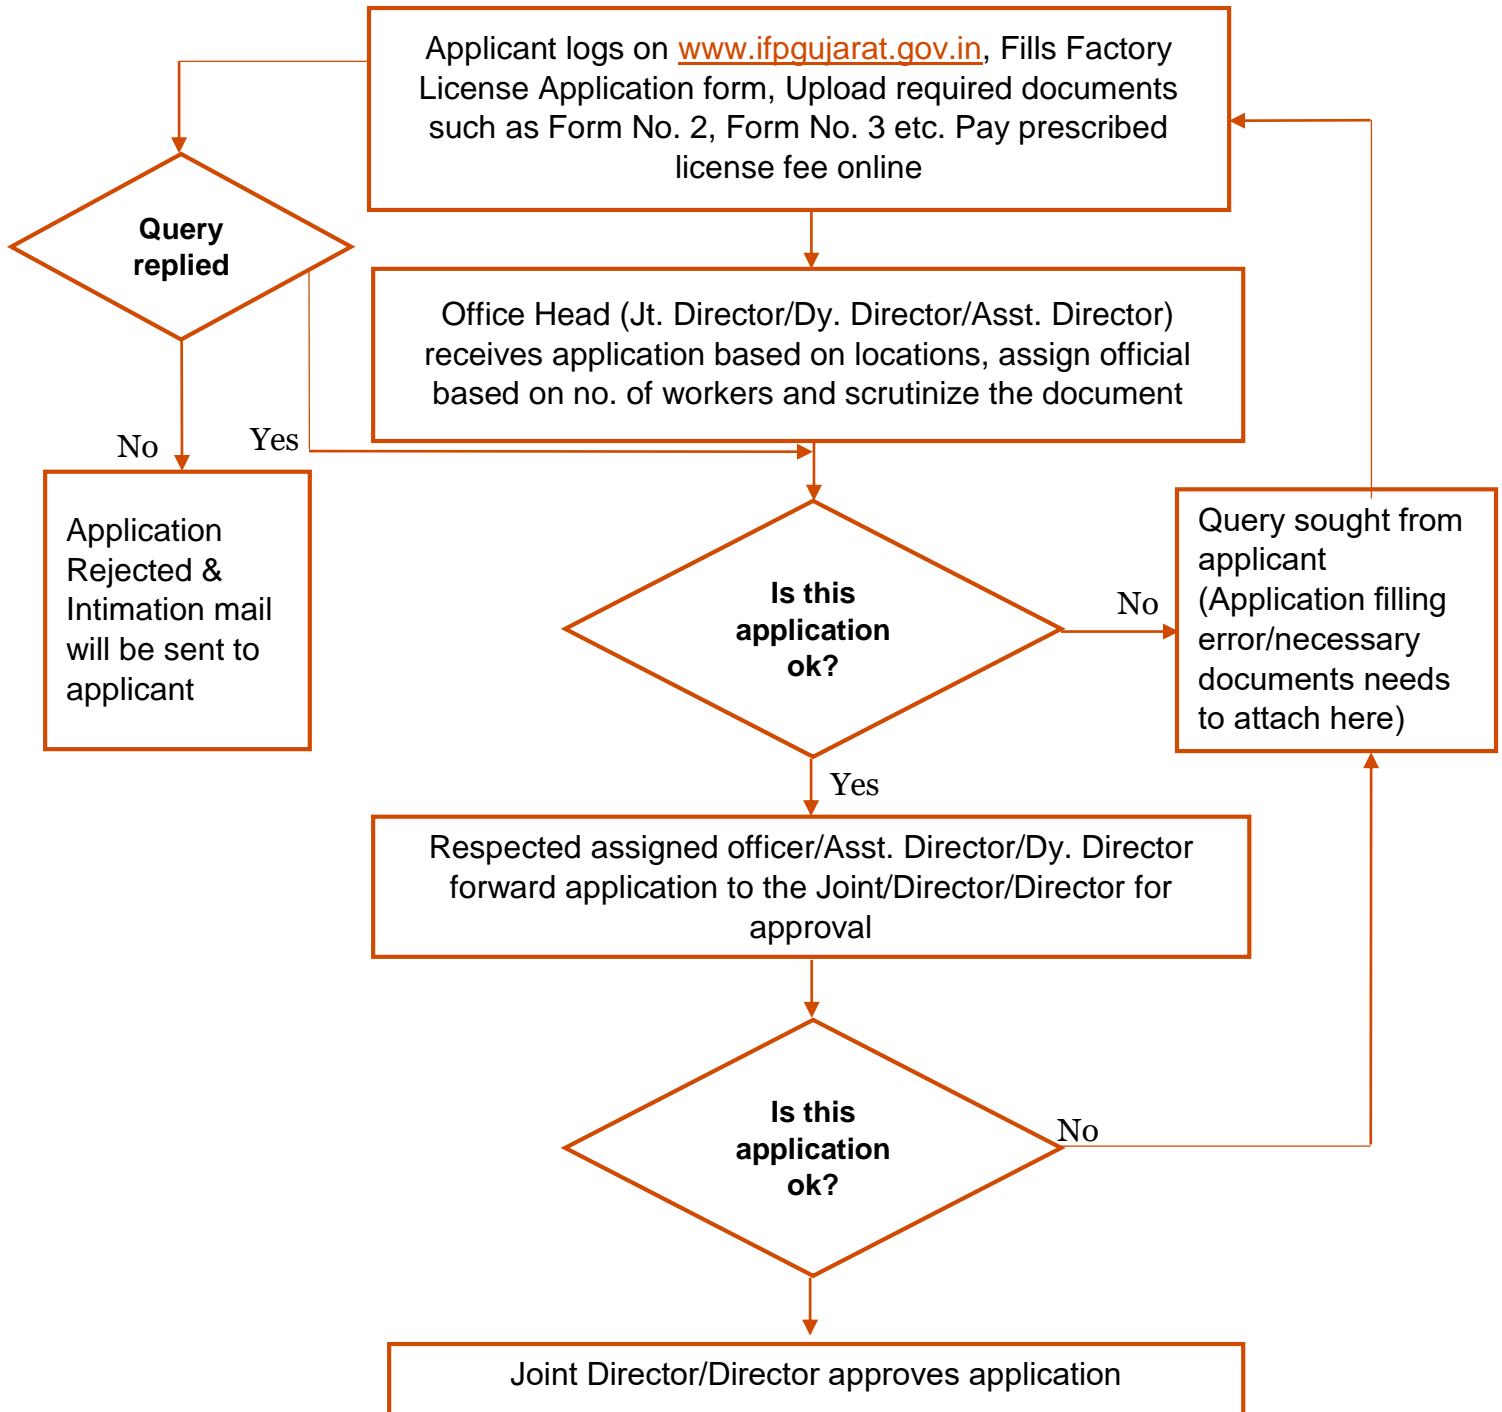 Applicant logs on www.ifpgujarat.gov.in, Fills Factory
License Application form, Upload required documents
such as Form No. 2, Form No. 3 etc. Pay prescribed
license fee online
Query
replied
Office Head (Jt. Director/Dy. Director/Asst. Director)
receives application based on locations, assign official
based on no. of workers and scrutinize the document
No
Yes
Application
Rejected &
Intimation mail
will be sent to
applicant
Is this
application
ok?
No
Query sought from
applicant
(Application filling
error/necessary
documents needs
to attach here)
Yes
Respected assigned officer/Asst. Director/Dy. Director
forward application to the Joint/Director/Director for
approval
Is this
application
ok?
No
Joint Director/Director approves application